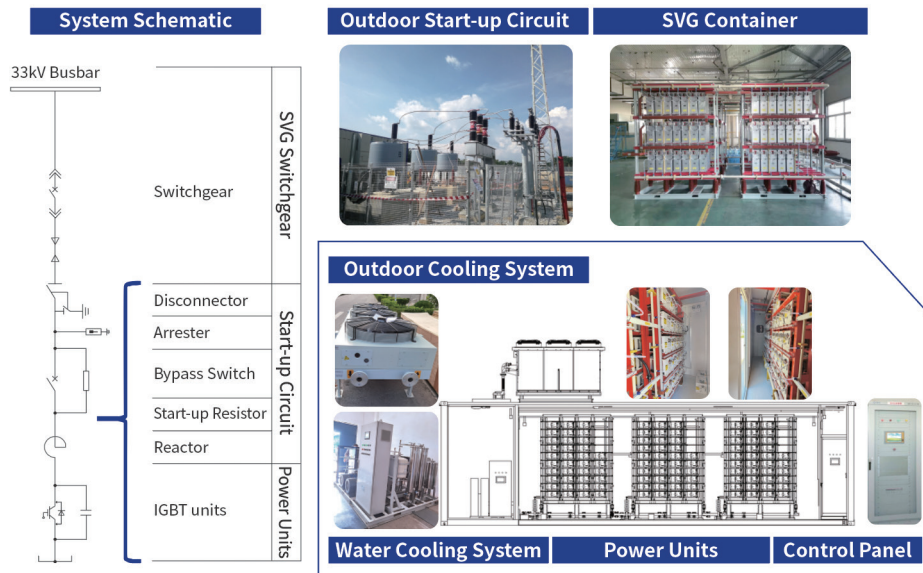 System Schematic
33kV Busbar
Switchgear
SVG Switchgear
Disconnector
Arrester
Bypass Switch
Start-up Resistor
Reactor
Start-up Circuit
IGBT units
Power Units
Outdoor Start-up Circuit
SVG Container
Outdoor Cooling System
Water Cooling System
Power Units
Control Panel